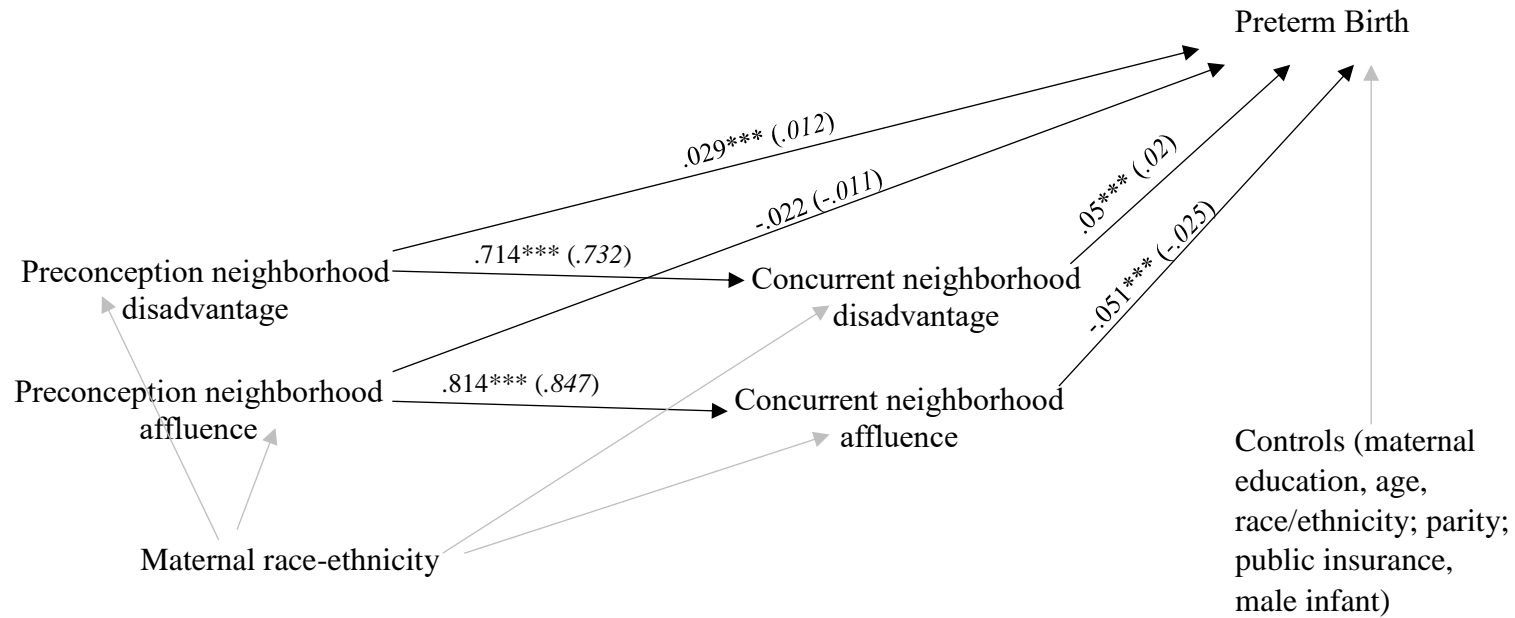 Preterm Birth
.029*** (.012)
-.022 (-.011)
.05*** (.02)
-.051*** (-.025)
.714*** (.732)
Preconception neighborhood
disadvantage
Concurrent neighborhood
disadvantage
.814*** (.847)
Preconception neighborhood
affluence
Concurrent neighborhood
affluence
Maternal race-ethnicity
Controls (maternal
education, age,
race/ethnicity; parity;
public insurance,
male infant)